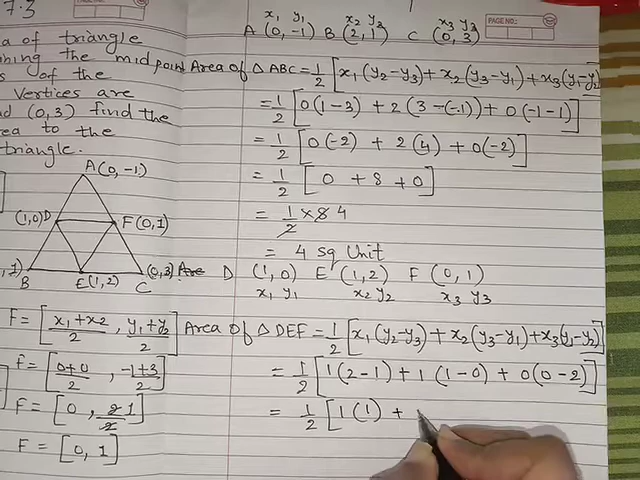 7.3
PAGE NO.:
PAGE NO.:
x₁ y₁ x₂ y₂ x₃ y₃
A (0, -1) B (2, 1) C (0, 3)
a of triangle
ning the midpoint
s of the
vertices are
d (0, 3) find the
ea to the
triangle.
A(0, -1)
(1,0) D
F (0, 1)
, 1)
B
E (1, 2)
C
(0, 3) Are
F = [x₁+x₂/2 , y₁+y₂/2]
f = [0+0/2 , -1+3/2]
F = [0 , 2 1/2]
F = [0, 1]
Area of Δ ABC = 1/2 [x₁(y₂-y₃) + x₂(y₃-y₁) + x₃(y₁-y₂)]
= 1/2 [0(1-3) + 2(3-(-1)) + 0(-1-1)]
= 1/2 [0(-2) + 2(4) + 0(-2)]
= 1/2 [0 + 8 + 0]
= 1/2 × 8 4
= 4 sq Unit
D (1, 0) E (1, 2) F (0, 1)
x₁ y₁ x₂ y₂ x₃ y₃
Area of Δ DEF = 1/2 [x₁(y₂-y₃) + x₂(y₃-y₁) + x₃(y₁-y₂)]
= 1/2 [1(2-1) + 1(1-0) + 0(0-2)]
= 1/2 [1(1) +